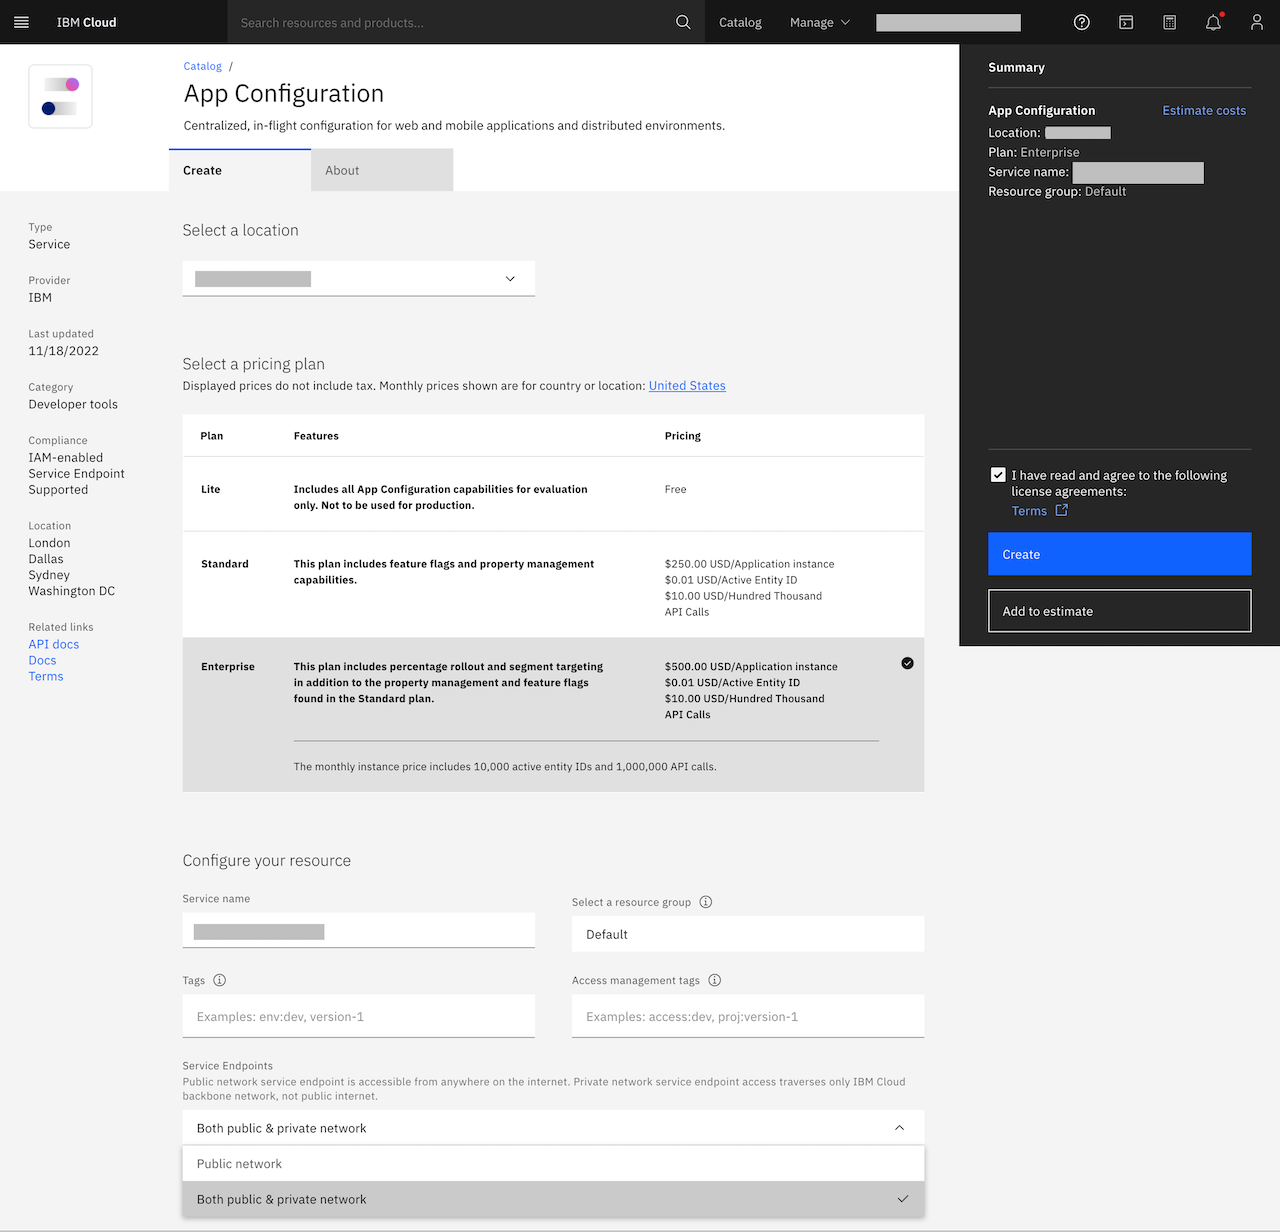 IBM Cloud
Search resources and products...
Catalog
Manage
Catalog /
App Configuration
Centralized, in-flight configuration for web and mobile applications and distributed environments.
Create
About
Type
Service
Provider
IBM
Last updated
11/18/2022
Category
Developer tools
Compliance
IAM-enabled
Service Endpoint
Supported
Location
London
Dallas
Sydney
Washington DC
Related links
API docs
Docs
Terms
Select a location
Select a pricing plan
Displayed prices do not include tax. Monthly prices shown are for country or location: United States
Plan Features Pricing
Lite
Includes all App Configuration capabilities for evaluation
only. Not to be used for production.
Free
Standard
This plan includes feature flags and property management
capabilities.
$250.00 USD/Application instance
$0.01 USD/Active Entity ID
$10.00 USD/Hundred Thousand
API Calls
Enterprise
This plan includes percentage rollout and segment targeting
in addition to the property management and feature flags
found in the Standard plan.
$500.00 USD/Application instance
$0.01 USD/Active Entity ID
$10.00 USD/Hundred Thousand
API Calls
The monthly instance price includes 10,000 active entity IDs and 1,000,000 API calls.
Configure your resource
Service name
Select a resource group
Default
Tags
Examples: env:dev, version-1
Access management tags
Examples: access:dev, proj:version-1
Service Endpoints
Public network service endpoint is accessible from anywhere on the internet. Private network service endpoint access traverses only IBM Cloud
backbone network, not public internet.
Both public & private network
Public network
Both public & private network
Summary
App Configuration
Estimate costs
Location:
Plan: Enterprise
Service name:
Resource group: Default
I have read and agree to the following
license agreements:
Terms
Create
Add to estimate